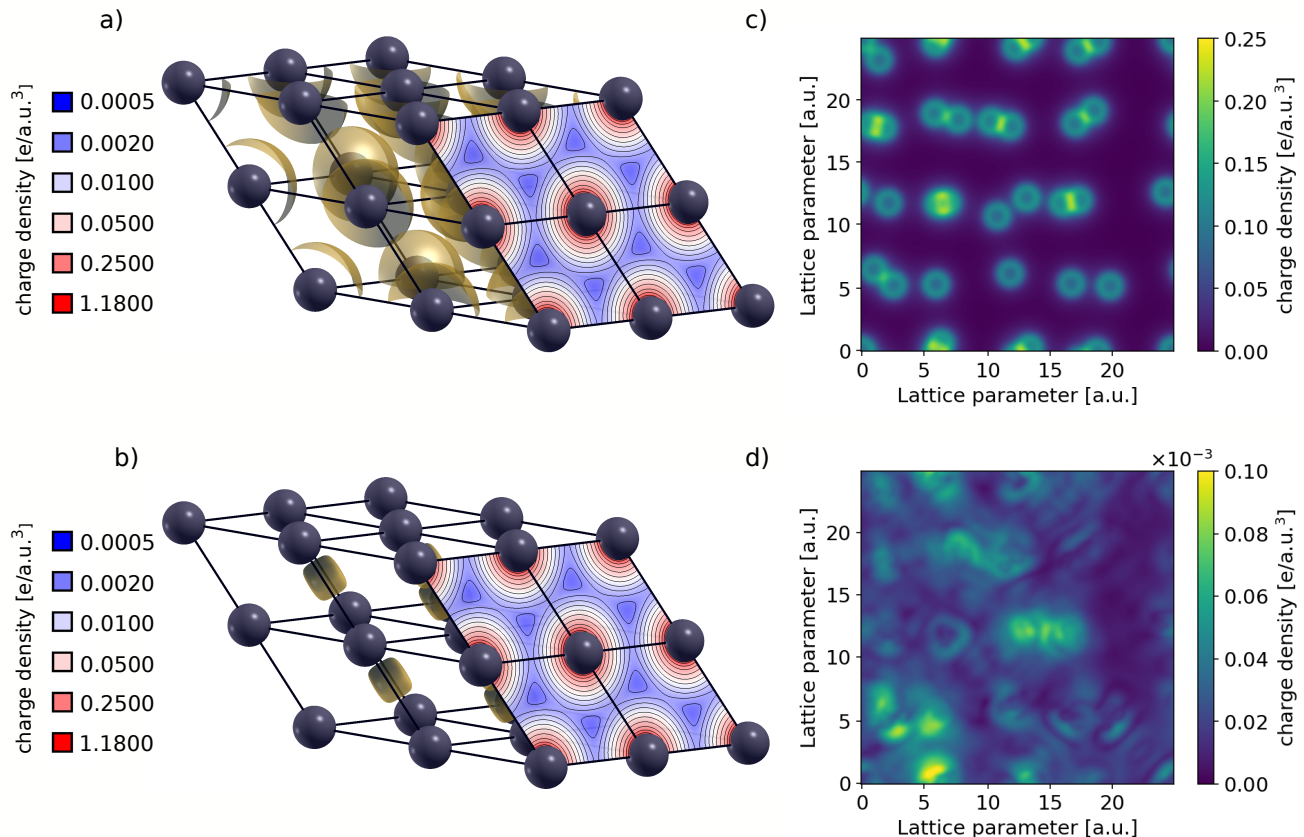 a)
charge density [e/a.u.³]
0.0005
0.0020
0.0100
0.0500
0.2500
1.1800
c)
Lattice parameter [a.u.]
20
15
10
5
0
0 5 10 15 20
Lattice parameter [a.u.]
0.25
0.20
0.15
0.10
0.05
0.00
charge density [e/a.u.³]
b)
charge density [e/a.u.³]
0.0005
0.0020
0.0100
0.0500
0.2500
1.1800
d)
×10⁻³
Lattice parameter [a.u.]
20
15
10
5
0
0 5 10 15 20
Lattice parameter [a.u.]
0.10
0.08
0.06
0.04
0.02
0.00
charge density [e/a.u.³]